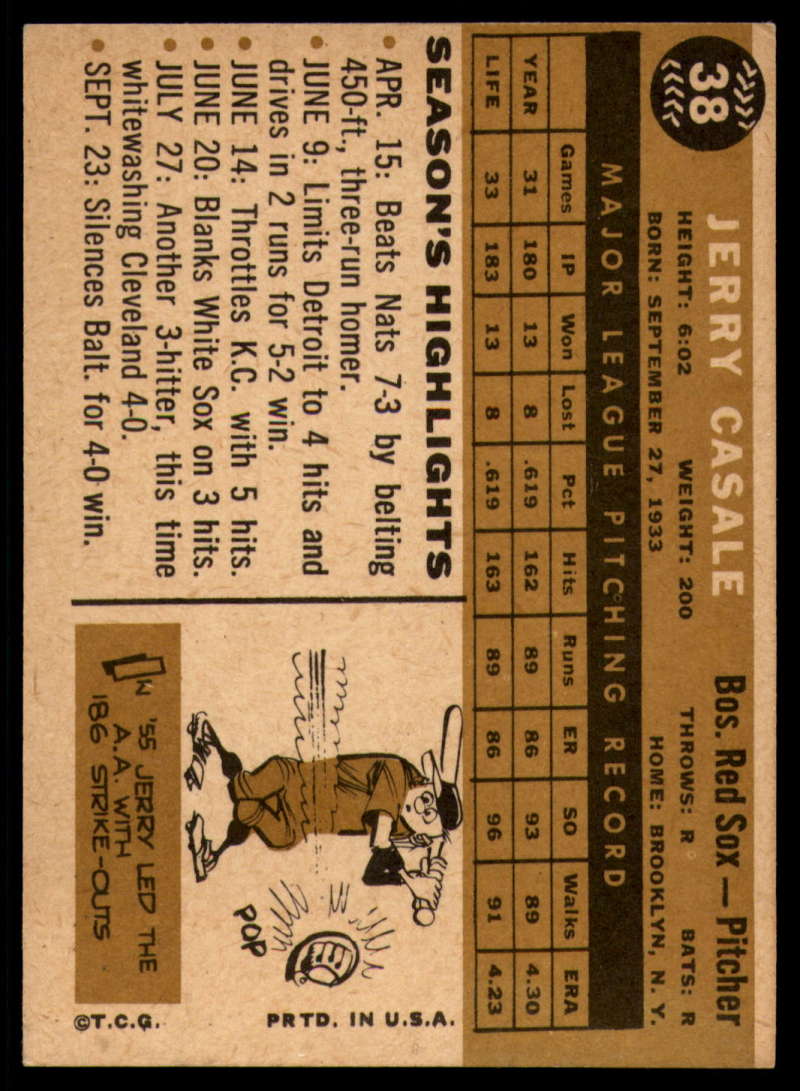 38
JERRY CASALE Bos. Red Sox — Pitcher
HEIGHT: 6:02 WEIGHT: 200 THROWS: R BATS: R
BORN: SEPTEMBER 27, 1933 HOME: BROOKLYN, N. Y.
MAJOR LEAGUE PITCHING RECORD
Games IP Won Lost Pct Hits Runs ER SO Walks ERA
YEAR 31 180 13 8 .619 162 89 86 93 89 4.30
LIFE 33 183 13 8 .619 163 89 86 96 91 4.23
SEASON'S HIGHLIGHTS
• APR. 15: Beats Nats 7-3 by belting
450-ft., three-run homer.
• JUNE 9: Limits Detroit to 4 hits and
drives in 2 runs for 5-2 win.
• JUNE 14: Throttles K.C. with 5 hits.
• JUNE 20: Blanks White Sox on 3 hits.
• JULY 27: Another 3-hitter, this time
whitewashing Cleveland 4-0.
• SEPT. 23: Silences Balt. for 4-0 win.
POP
IN '55 JERRY LED THE
A.A. WITH
186 STRIKE-OUTS
PRTD. IN U.S.A.
©T.C.G.